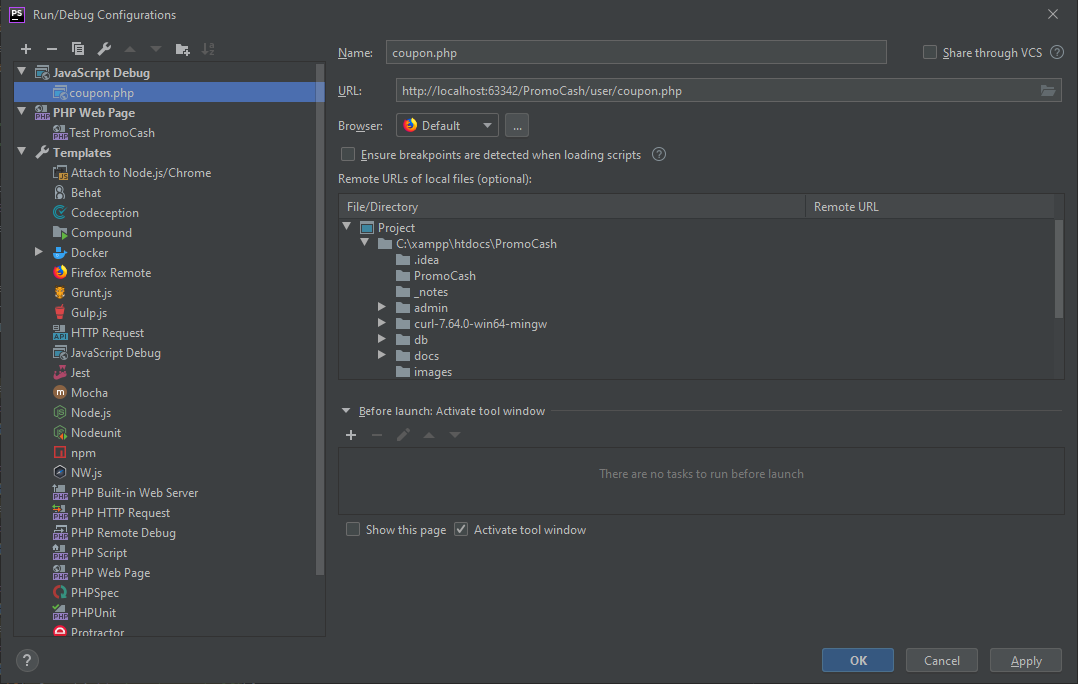 PS Run/Debug Configurations
JavaScript Debug
coupon.php
PHP Web Page
Test PromoCash
Templates
Attach to Node.js/Chrome
Behat
Codeception
Compound
Docker
Firefox Remote
Grunt.js
Gulp.js
HTTP Request
JavaScript Debug
Jest
Mocha
Node.js
Nodeunit
npm
NW.js
PHP Built-in Web Server
PHP HTTP Request
PHP Remote Debug
PHP Script
PHP Web Page
PHPSpec
PHPUnit
Protractor
?
Name: coupon.php
Share through VCS ?
URL: http://localhost:63342/PromoCash/user/coupon.php
Browser: Default ...
Ensure breakpoints are detected when loading scripts ?
Remote URLs of local files (optional):
File/Directory Remote URL
Project
C:\xampp\htdocs\PromoCash
.idea
PromoCash
_notes
admin
curl-7.64.0-win64-mingw
db
docs
images
Before launch: Activate tool window
There are no tasks to run before launch
Show this page Activate tool window
OK Cancel Apply